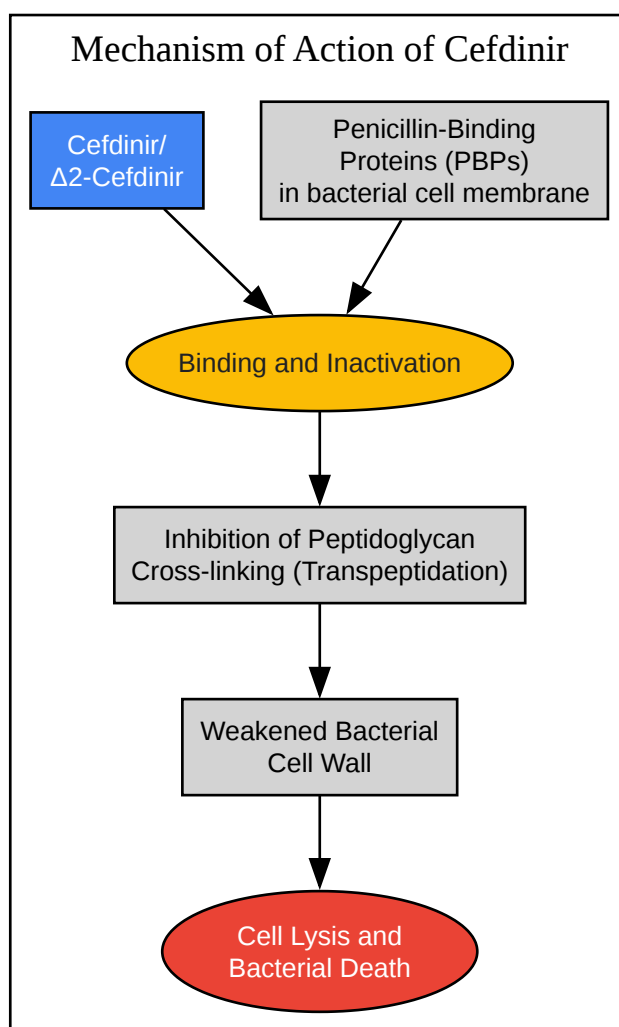 Mechanism of Action of Cefdinir
Cefdinir/
Δ2-Cefdinir
Penicillin-Binding
Proteins (PBPs)
in bacterial cell membrane
Binding and Inactivation
Inhibition of Peptidoglycan
Cross-linking (Transpeptidation)
Weakened Bacterial
Cell Wall
Cell Lysis and
Bacterial Death